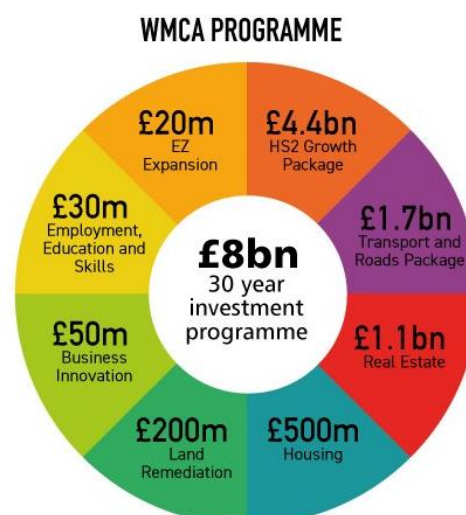 WMCA PROGRAMME
£20m
EZ
Expansion
£4.4bn
HS2 Growth
Package
£30m
Employment,
Education and
Skills
£1.7bn
Transport and
Roads Package
£8bn
30 year
investment
programme
£50m
Business
Innovation
£1.1bn
Real Estate
£200m
Land
Remediation
£500m
Housing